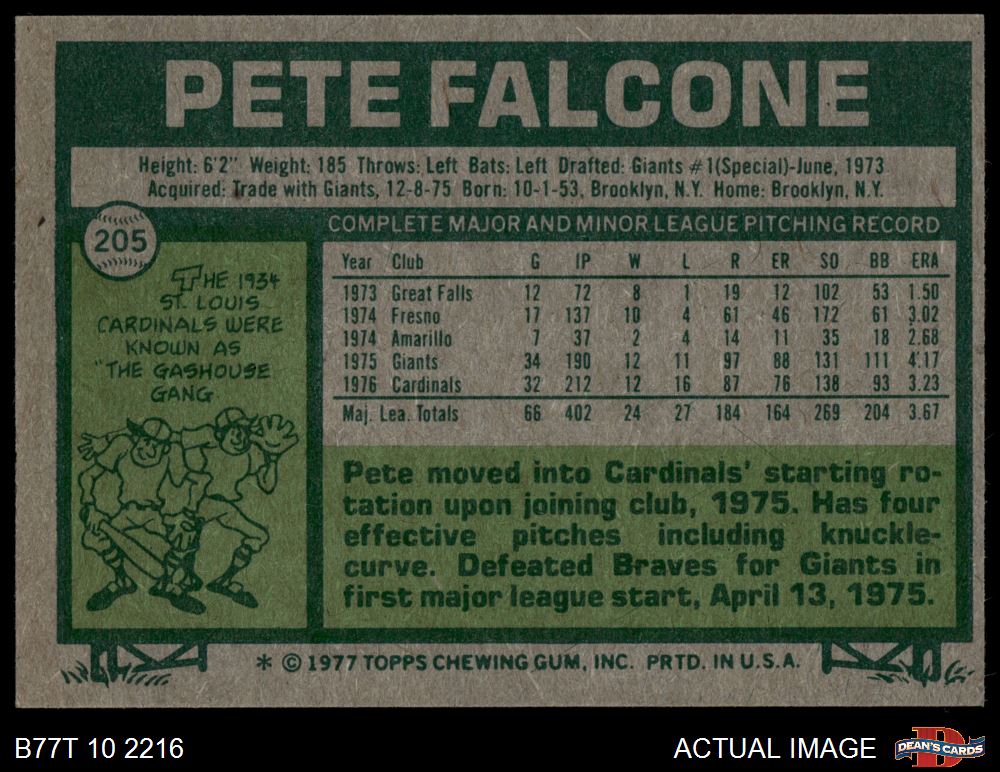 PETE FALCONE
Height: 6'2" Weight: 185 Throws: Left Bats: Left Drafted: Giants #1(Special)-June, 1973
Acquired: Trade with Giants, 12-8-75 Born: 10-1-53, Brooklyn, N.Y. Home: Brooklyn, N.Y.
205
THE 1934
ST. LOUIS
CARDINALS WERE
KNOWN AS
"THE GASHOUSE
GANG
COMPLETE MAJOR AND MINOR LEAGUE PITCHING RECORD
Year Club G IP W L R ER SO BB ERA
1973 Great Falls 12 72 8 1 19 12 102 53 1.50
1974 Fresno 17 137 10 4 61 46 172 61 3.02
1974 Amarillo 7 37 2 4 14 11 35 18 2.68
1975 Giants 34 190 12 11 97 88 131 111 4.17
1976 Cardinals 32 212 12 16 87 76 138 93 3.23
Maj. Lea. Totals 66 402 24 27 184 164 269 204 3.67
Pete moved into Cardinals' starting ro-
tation upon joining club, 1975. Has four
effective pitches including knuckle-
curve. Defeated Braves for Giants in
first major league start, April 13, 1975.
* © 1977 TOPPS CHEWING GUM, INC. PRTD. IN U.S.A.
B77T 10 2216
ACTUAL IMAGE
D
DEAN'S CARDS